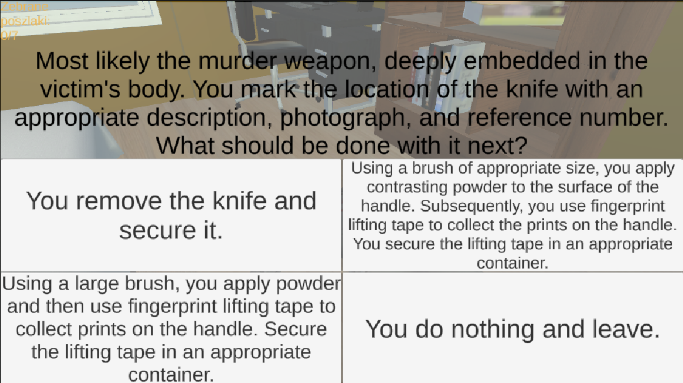 Zebrane
poszlaki:
0/7
Most likely the murder weapon, deeply embedded in the
victim's body. You mark the location of the knife with an
appropriate description, photograph, and reference number.
What should be done with it next?
You remove the knife and
secure it.
Using a brush of appropriate size, you apply
contrasting powder to the surface of the
handle. Subsequently, you use fingerprint
lifting tape to collect the prints on the handle.
You secure the lifting tape in an appropriate
container.
Using a large brush, you apply powder
and then use fingerprint lifting tape to
collect prints on the handle. Secure
the lifting tape in an appropriate
container.
You do nothing and leave.